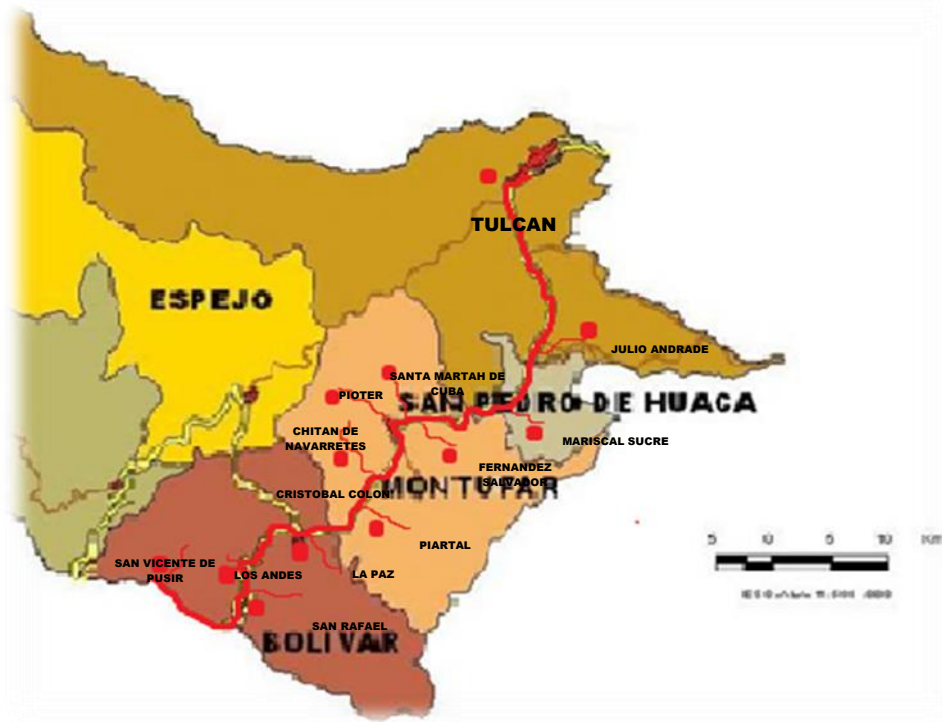 TULCAN
ESPEJO
JULIO ANDRADE
SANTA MARTAH DE
CUBA
PIOTER
SAN PEDRO DE HUACA
CHITAN DE
NAVARRETES
MARISCAL SUCRE
FERNANDEZ
SALVADOR
CRISTOBAL COLON
MONTUFAR
PIARTAL
5 0 5 10 Km
SAN VICENTE DE
PUSIR
LOS ANDES
LA PAZ
SAN RAFAEL
BOLIVAR